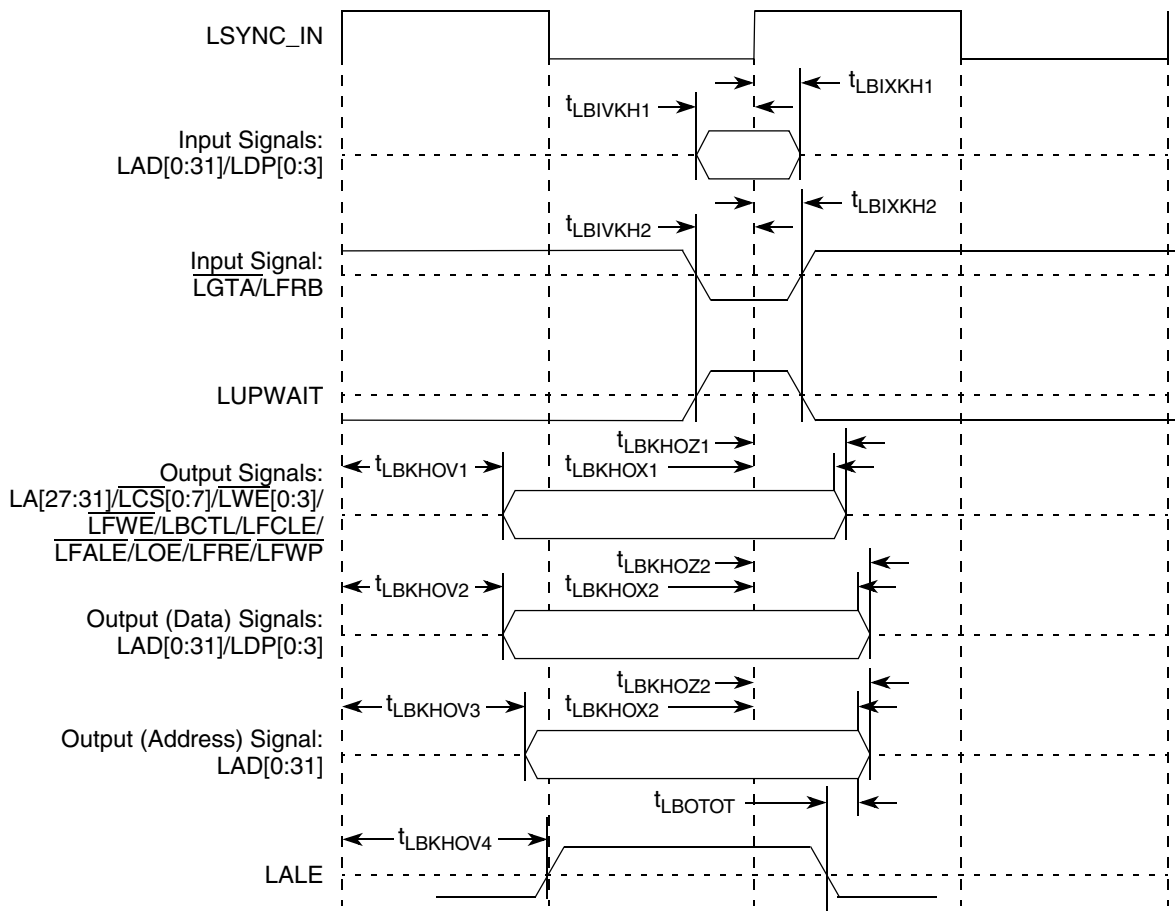 LSYNC_IN
tLBIXKH1
tLBIVKH1
Input Signals:
LAD[0:31]/LDP[0:3]
tLBIXKH2
tLBIVKH2
Input Signal:
LGTA/LFRB
LUPWAIT
tLBKHOZ1
tLBKHOV1
tLBKHOX1
Output Signals:
LA[27:31]/LCS[0:7]/LWE[0:3]/
LFWE/LBCTL/LFCLE/
LFALE/LOE/LFRE/LFWP
tLBKHOZ2
tLBKHOV2
tLBKHOX2
Output (Data) Signals:
LAD[0:31]/LDP[0:3]
tLBKHOZ2
tLBKHOV3
tLBKHOX2
Output (Address) Signal:
LAD[0:31]
tLBOTOT
tLBKHOV4
LALE